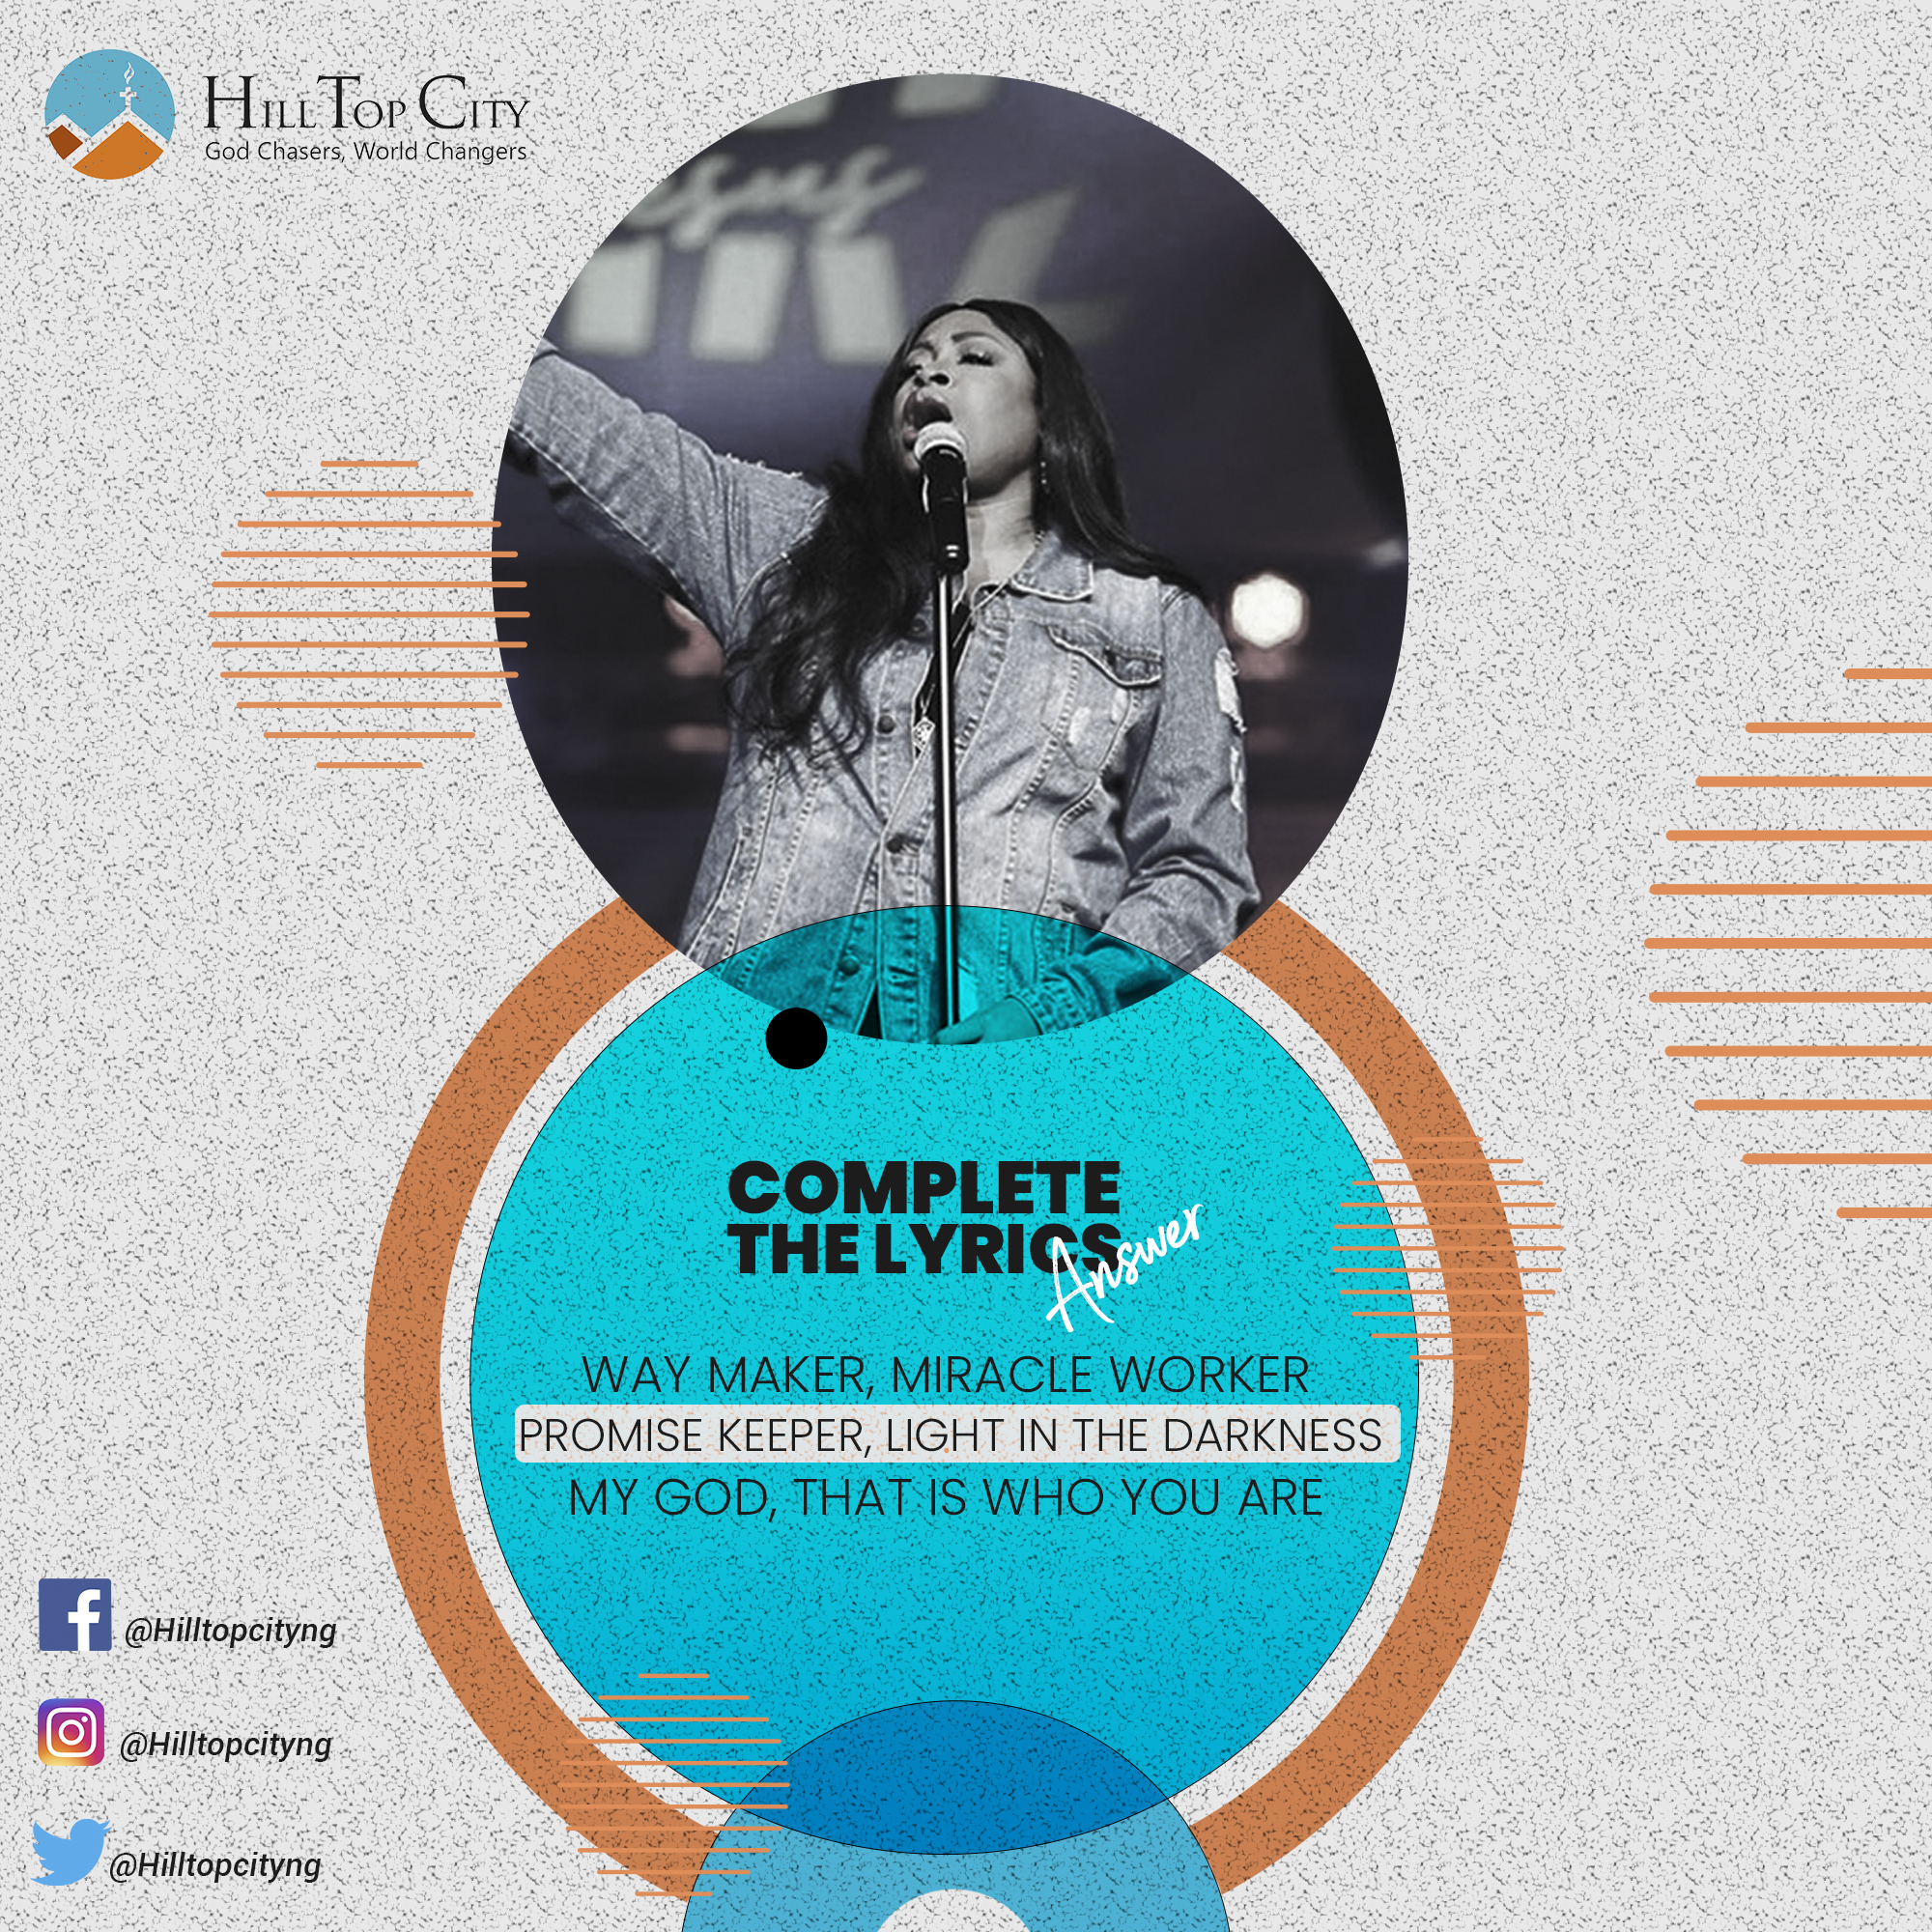 HILL TOP CITY
God Chasers, World Changers
COMPLETE
THE LYRICS
Answer
WAY MAKER, MIRACLE WORKER
PROMISE KEEPER, LIGHT IN THE DARKNESS
MY GOD, THAT IS WHO YOU ARE
@Hilltopcityng
@Hilltopcityng
@Hilltopcityng